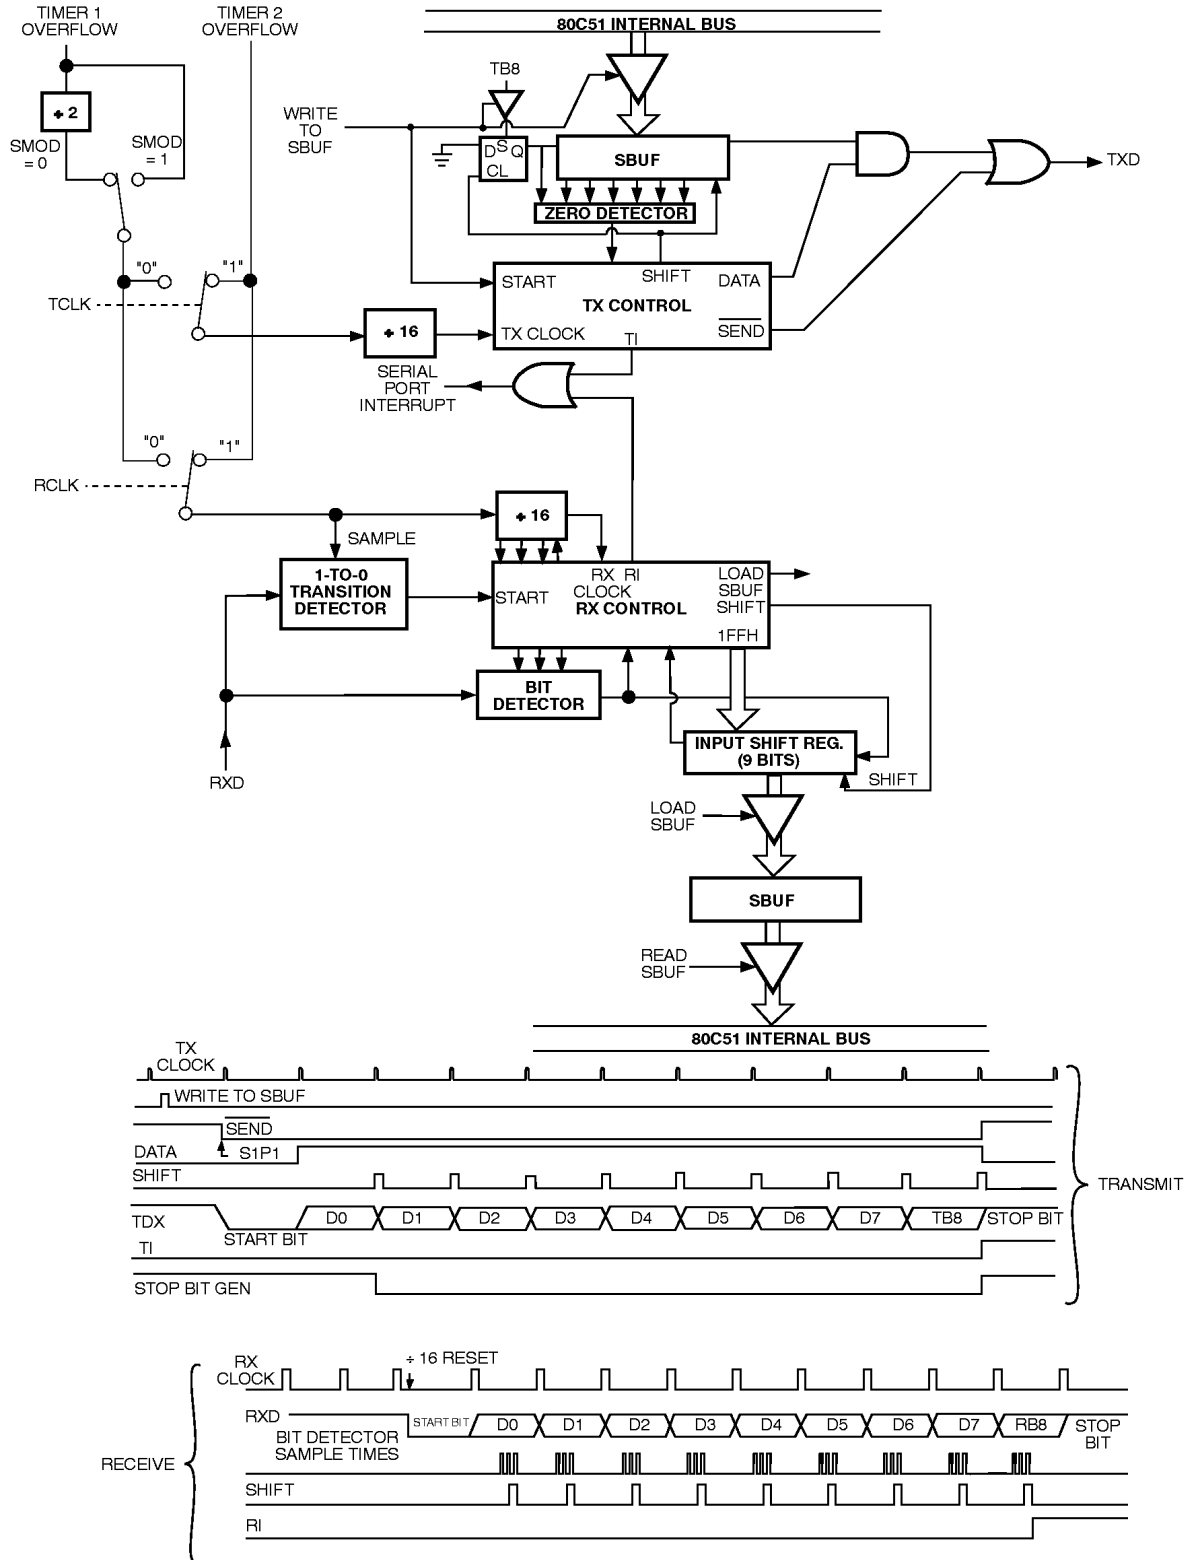 TIMER 1
OVERFLOW
TIMER 2
OVERFLOW
80C51 INTERNAL BUS
TB8
÷ 2
WRITE
TO
SBUF
SMOD
= 0
SMOD
= 1
D S Q
CL
SBUF
TXD
ZERO DETECTOR
"0"
"1"
TCLK
START
SHIFT
DATA
TX CONTROL
÷ 16
TX CLOCK
TI
SEND
SERIAL
PORT
INTERRUPT
"0"
"1"
RCLK
÷ 16
SAMPLE
1-TO-0
TRANSITION
DETECTOR
START
RX
CLOCK
RI
RX CONTROL
LOAD
SBUF
SHIFT
1FFH
BIT
DETECTOR
RXD
INPUT SHIFT REG.
(9 BITS)
SHIFT
LOAD
SBUF
SBUF
READ
SBUF
80C51 INTERNAL BUS
TX
CLOCK
WRITE TO SBUF
SEND
DATA
S1P1
SHIFT
TRANSMIT
TDX
START BIT
D0 D1 D2 D3 D4 D5 D6 D7 TB8 STOP BIT
TI
STOP BIT GEN
RX
CLOCK
÷ 16 RESET
RXD
START BIT D0 D1 D2 D3 D4 D5 D6 D7 RB8 STOP
BIT
BIT DETECTOR
SAMPLE TIMES
RECEIVE
SHIFT
RI